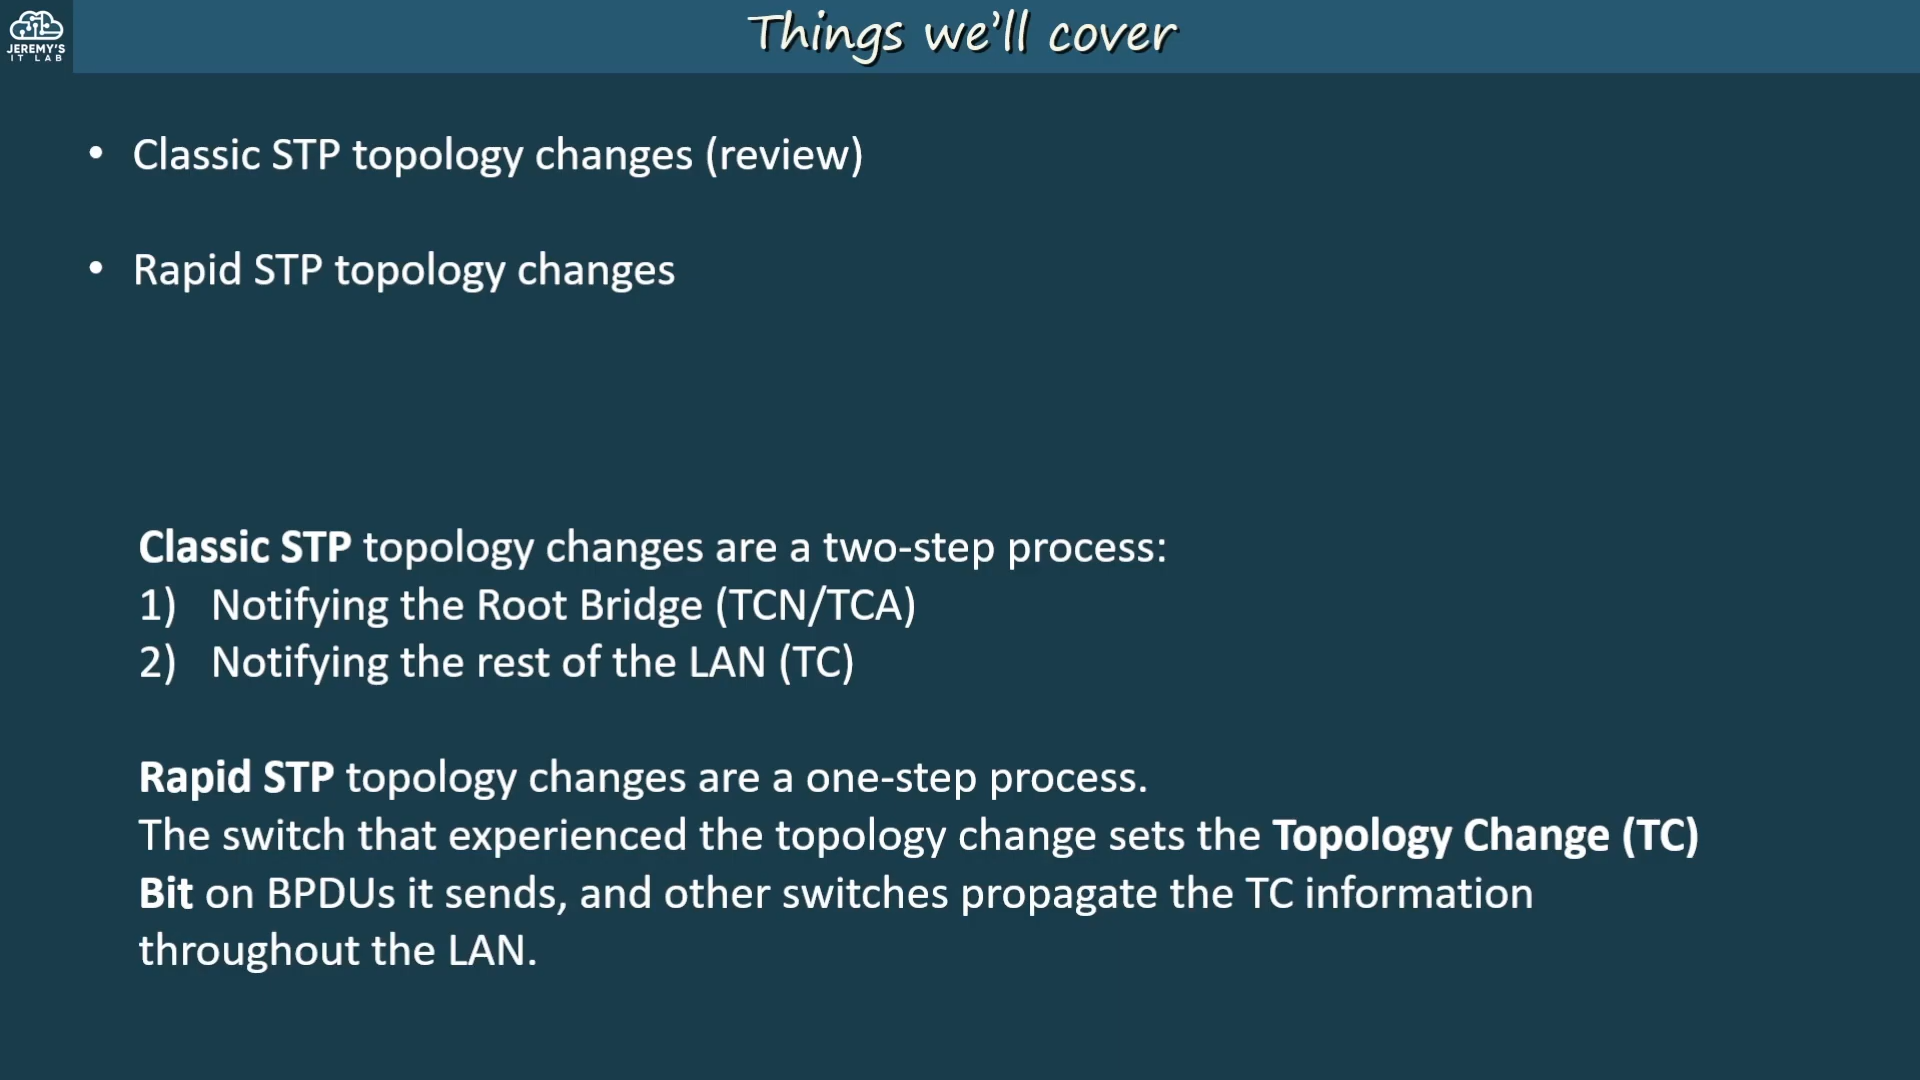 JEREMY'S
IT LAB
Things we'll cover
• Classic STP topology changes (review)
• Rapid STP topology changes
Classic STP topology changes are a two-step process:
1) Notifying the Root Bridge (TCN/TCA)
2) Notifying the rest of the LAN (TC)
Rapid STP topology changes are a one-step process.
The switch that experienced the topology change sets the Topology Change (TC)
Bit on BPDUs it sends, and other switches propagate the TC information
throughout the LAN.